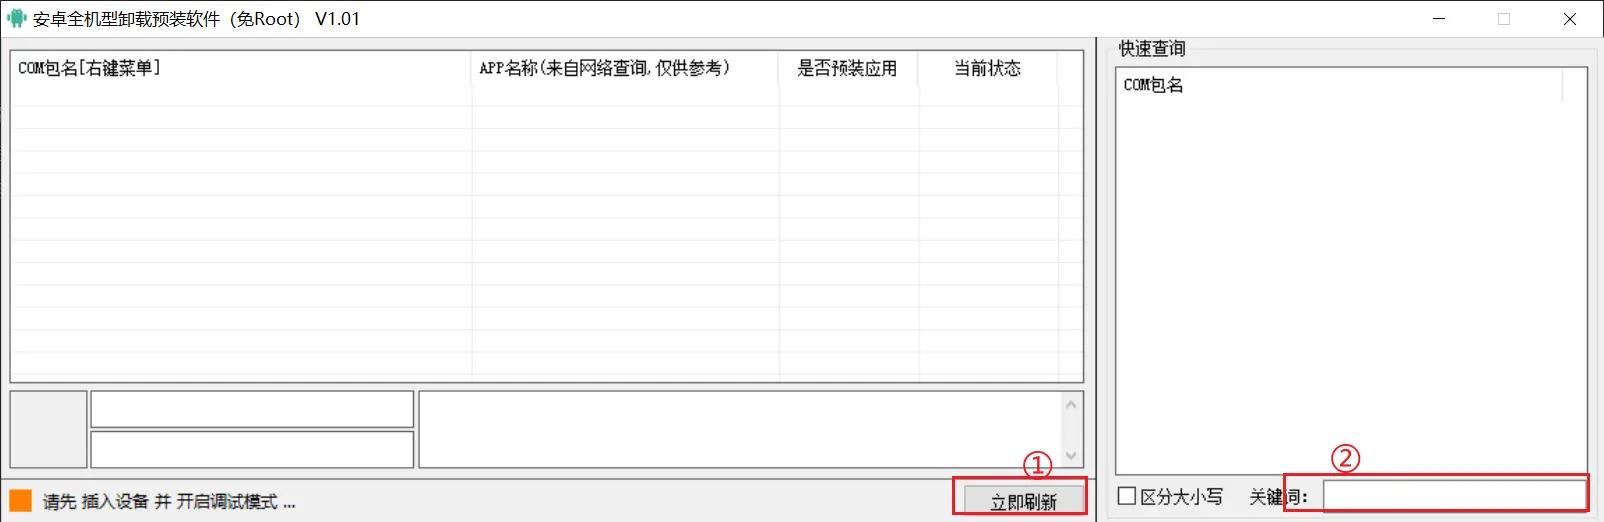 安卓全机型卸载预装软件（免Root） V1.01
COM包名[右键菜单] APP名称(来自网络查询,仅供参考) 是否预装应用 当前状态
快速查询
COM包名
①
②
请先 插入设备 并 开启调试模式 ... 立即刷新
区分大小写 关键词: